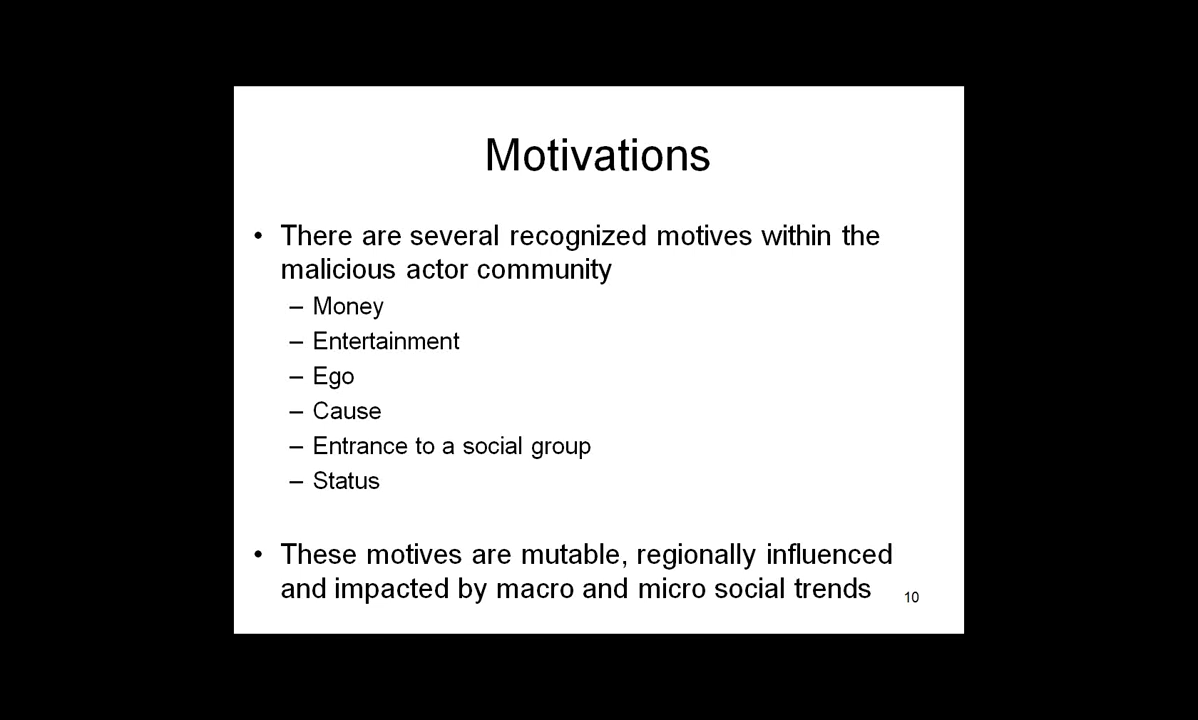 Motivations
• There are several recognized motives within the
malicious actor community
– Money
– Entertainment
– Ego
– Cause
– Entrance to a social group
– Status
• These motives are mutable, regionally influenced
and impacted by macro and micro social trends
10